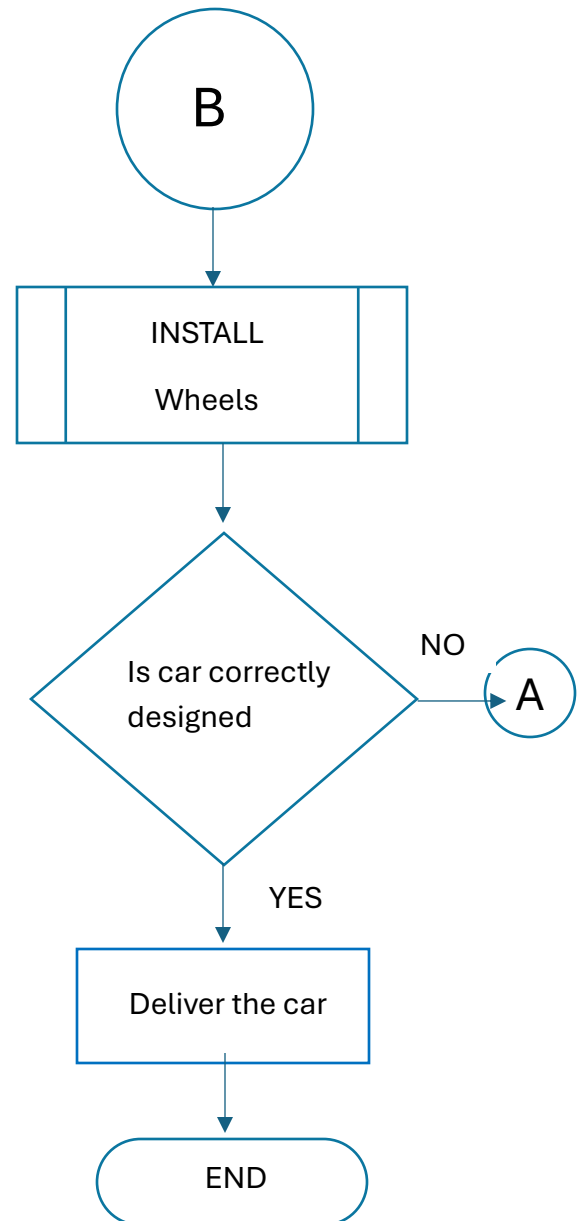 B
INSTALL
Wheels
Is car correctly
designed
NO
A
YES
Deliver the car
END